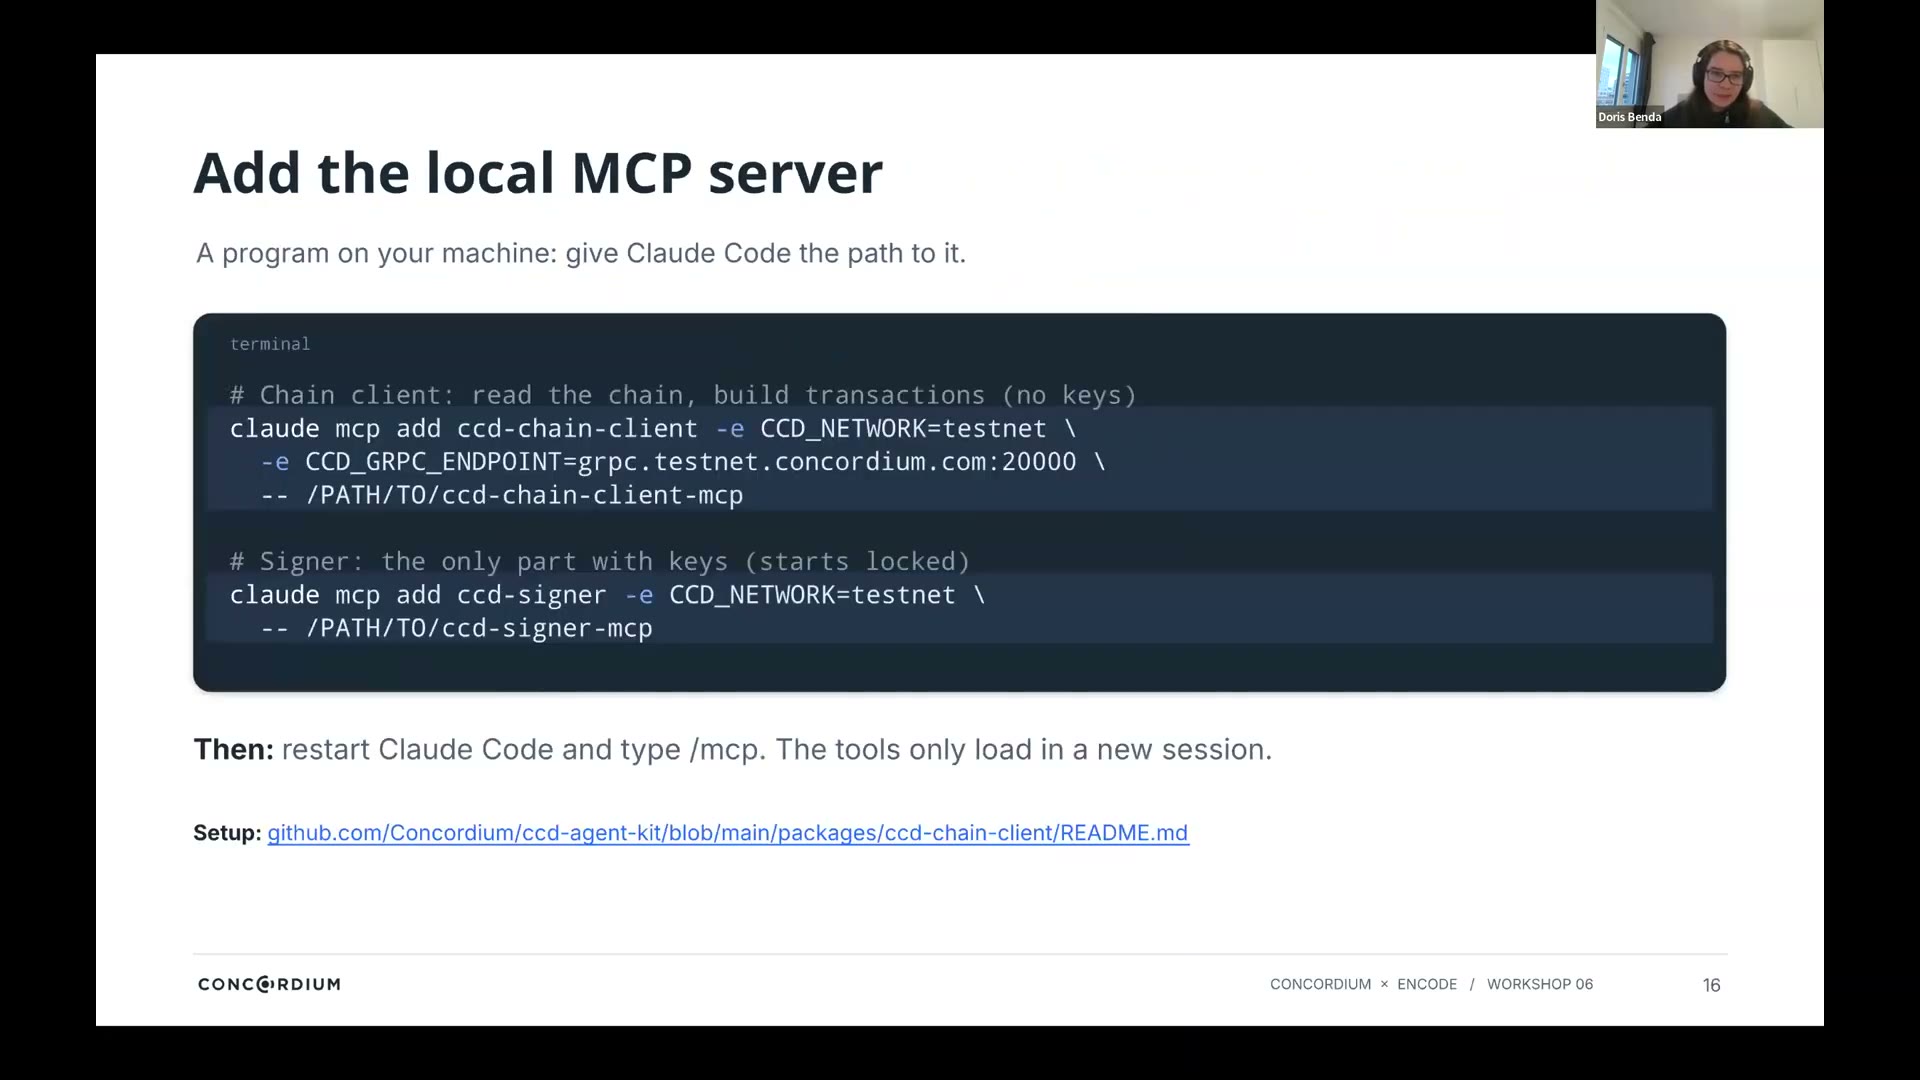 Doris Benda
Add the local MCP server
A program on your machine: give Claude Code the path to it.
terminal
# Chain client: read the chain, build transactions (no keys)
claude mcp add ccd-chain-client -e CCD_NETWORK=testnet \
-e CCD_GRPC_ENDPOINT=grpc.testnet.concordium.com:20000 \
-- /PATH/TO/ccd-chain-client-mcp
# Signer: the only part with keys (starts locked)
claude mcp add ccd-signer -e CCD_NETWORK=testnet \
-- /PATH/TO/ccd-signer-mcp
Then: restart Claude Code and type /mcp. The tools only load in a new session.
Setup: github.com/Concordium/ccd-agent-kit/blob/main/packages/ccd-chain-client/README.md
CONCORDIUM
CONCORDIUM × ENCODE / WORKSHOP 06
16